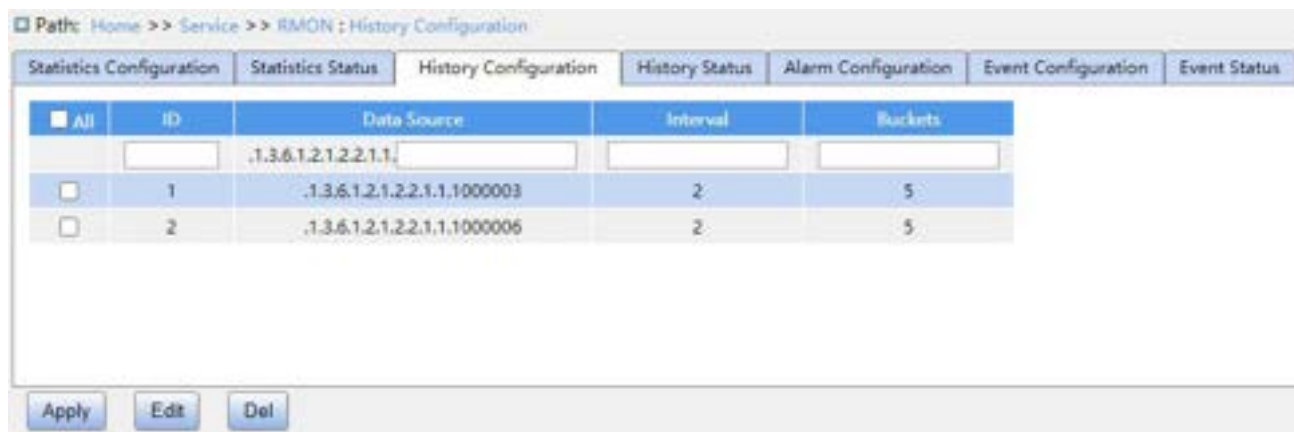 Path: Home >> Service >> RMON : History Configuration
Statistics Configuration Statistics Status History Configuration History Status Alarm Configuration Event Configuration Event Status
All ID Data Source Interval Buckets
.1.3.6.1.2.1.2.2.1.1.
1 .1.3.6.1.2.1.2.2.1.1.1000003 2 5
2 .1.3.6.1.2.1.2.2.1.1.1000006 2 5
Apply Edit Del